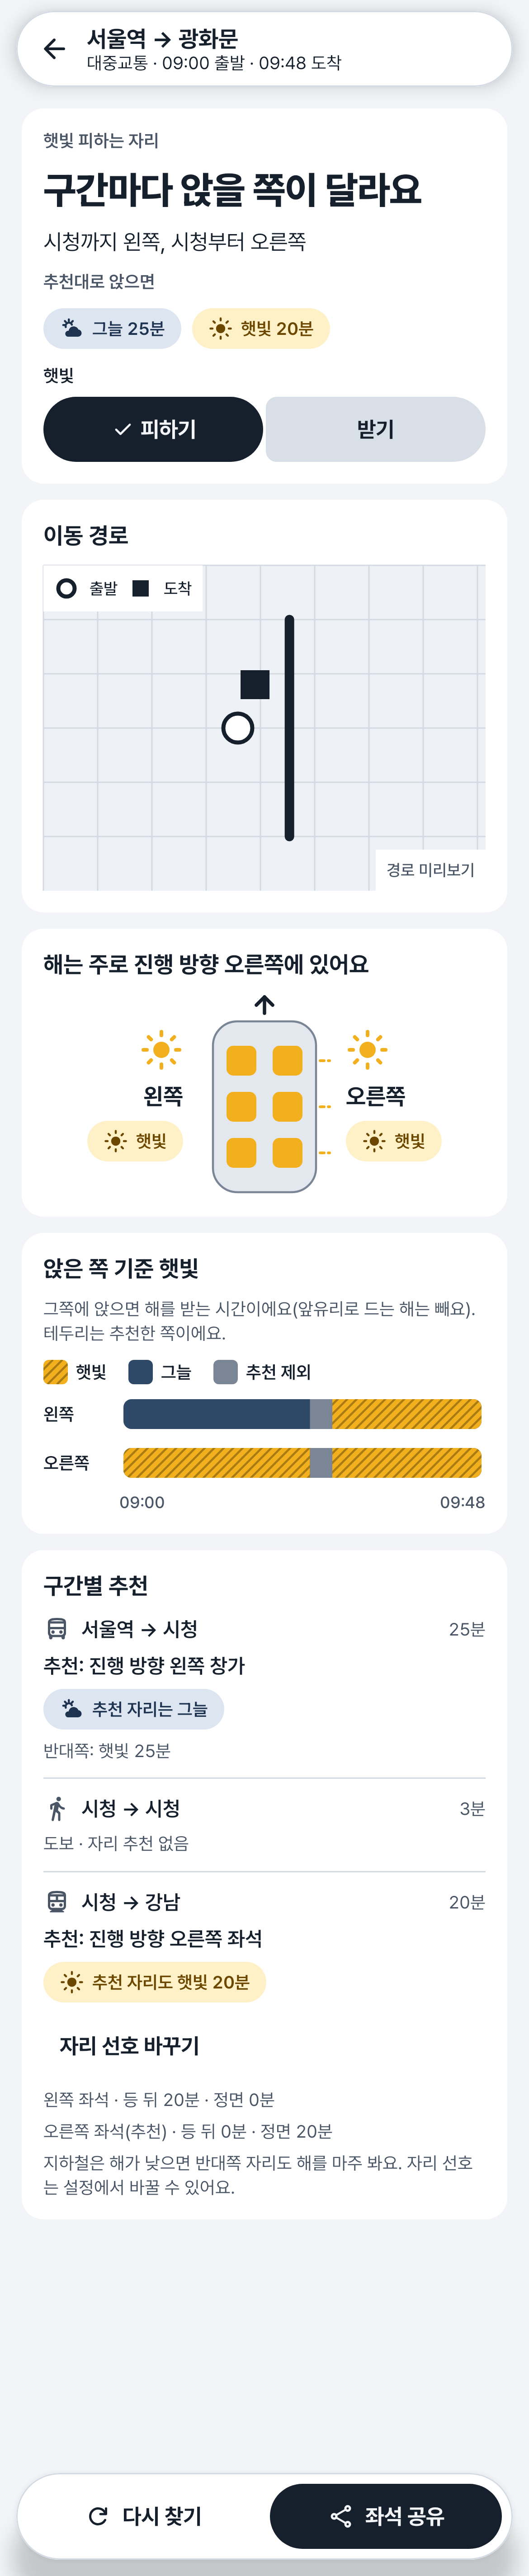 서울역 → 광화문
대중교통 · 09:00 출발 · 09:48 도착
햇빛 피하는 자리
구간마다 앉을 쪽이 달라요
시청까지 왼쪽, 시청부터 오른쪽
추천대로 앉으면
그늘 25분
햇빛 20분
햇빛
피하기
받기
이동 경로
출발
도착
경로 미리보기
해는 주로 진행 방향 오른쪽에 있어요
왼쪽
오른쪽
햇빛
햇빛
앉은 쪽 기준 햇빛
그쪽에 앉으면 해를 받는 시간이에요(앞유리로 드는 해는 빼요).
테두리는 추천한 쪽이에요.
햇빛
그늘
추천 제외
왼쪽
오른쪽
09:00
09:48
구간별 추천
서울역 → 시청
25분
추천: 진행 방향 왼쪽 창가
추천 자리는 그늘
반대쪽: 햇빛 25분
시청 → 시청
3분
도보 · 자리 추천 없음
시청 → 강남
20분
추천: 진행 방향 오른쪽 좌석
추천 자리도 햇빛 20분
자리 선호 바꾸기
왼쪽 좌석 · 등 뒤 20분 · 정면 0분
오른쪽 좌석(추천) · 등 뒤 0분 · 정면 20분
지하철은 해가 낮으면 반대쪽 자리도 해를 마주 봐요. 자리 선호
는 설정에서 바꿀 수 있어요.
다시 찾기
좌석 공유